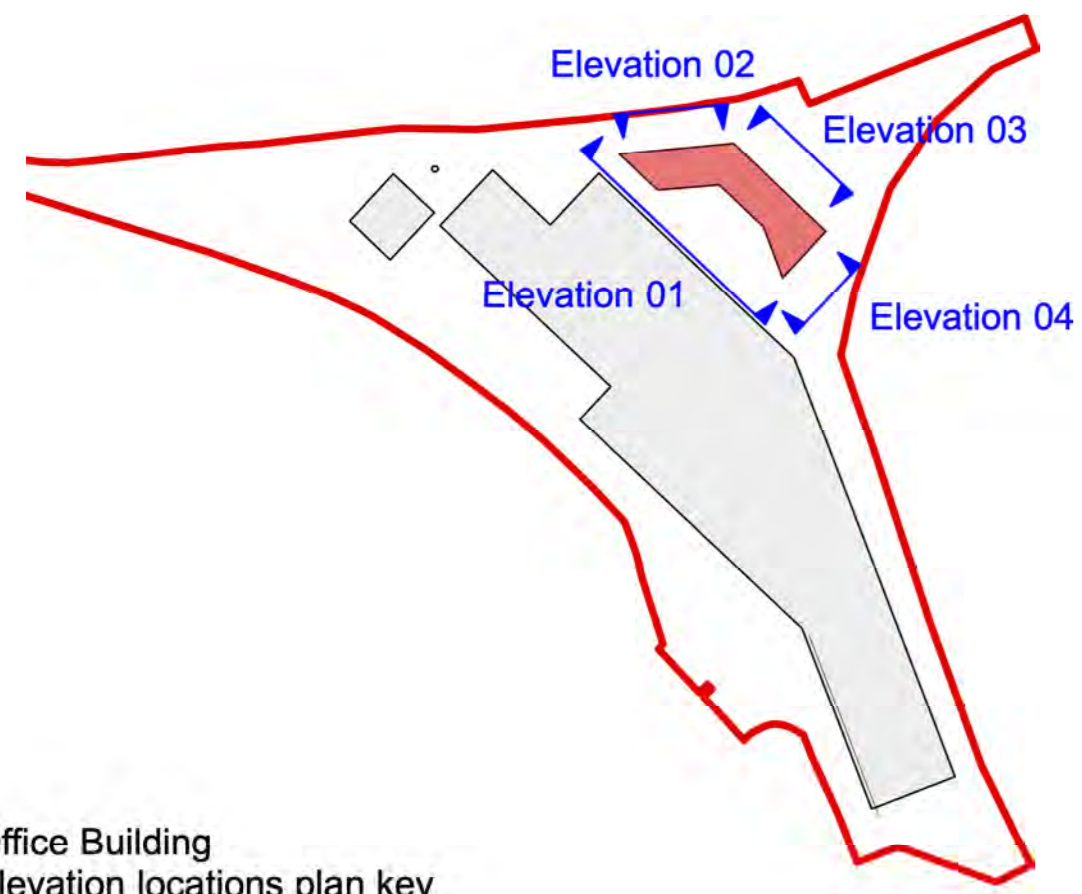 Elevation 02
Elevation 03
Elevation 01
Elevation 04
ffice Building
levation locations plan key